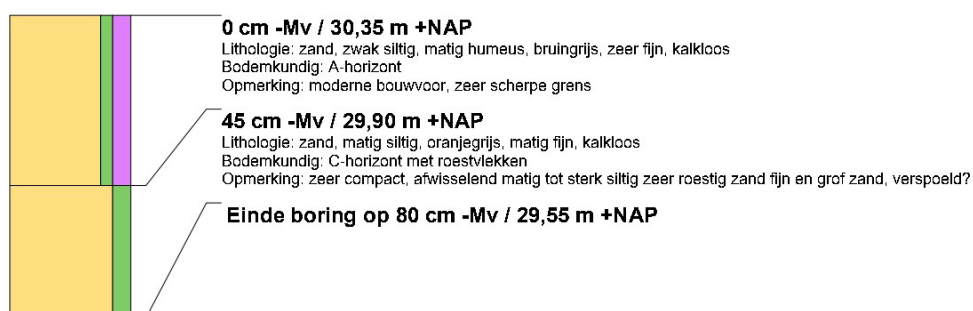 0 cm -Mv / 30,35 m +NAP
Lithologie: zand, zwak siltig, matig humeus, bruingrijs, zeer fijn, kalkloos
Bodemkundig: A-horizont
Opmerking: moderne bouwvoor, zeer scherpe grens
45 cm -Mv / 29,90 m +NAP
Lithologie: zand, matig siltig, oranjegrijs, matig fijn, kalkloos
Bodemkundig: C-horizont met roestvlekken
Opmerking: zeer compact, afwisselend matig tot sterk siltig zeer roestig zand fijn en grof zand, verspoeld?
Einde boring op 80 cm -Mv / 29,55 m +NAP